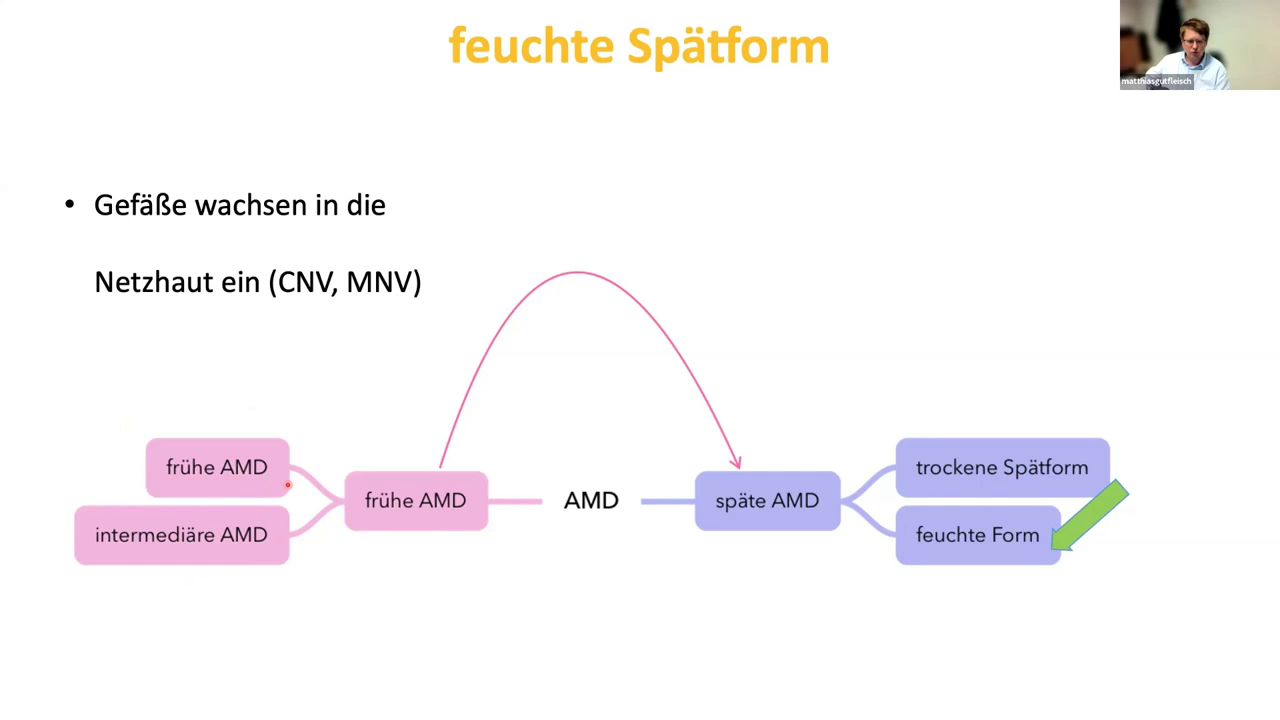 feuchte Spätform
matthiasgutfleisch
• Gefäße wachsen in die
Netzhaut ein (CNV, MNV)
frühe AMD
intermediäre AMD
frühe AMD
AMD
späte AMD
trockene Spätform
feuchte Form